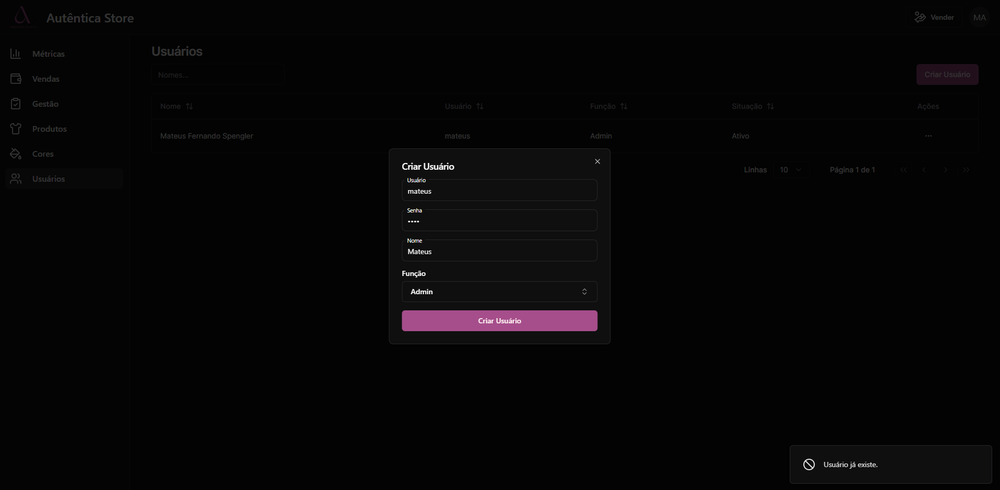 Autêntica Store
Vender
MA
Métricas
Vendas
Gestão
Produtos
Cores
Usuários
Usuários
Nomes...
Criar Usuário
Nome
Usuário
Função
Situação
Ações
Mateus Fernando Spengler
mateus
Admin
Ativo
...
Linhas
10
Página 1 de 1
Criar Usuário
Usuário
mateus
Senha
••••
Nome
Mateus
Função
Admin
Criar Usuário
Usuário já existe.